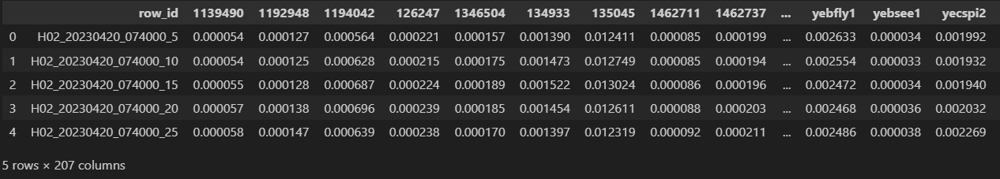 row_id 1139490 1192948 1194042 126247 1346504 134933 135045 1462711 1462737 ... yebfly1 yebsee1 yecspi2
0 H02_20230420_074000_5 0.000054 0.000127 0.000564 0.000221 0.000157 0.001390 0.012411 0.000085 0.000199 ... 0.002633 0.000034 0.001992
1 H02_20230420_074000_10 0.000054 0.000125 0.000628 0.000215 0.000175 0.001473 0.012749 0.000085 0.000194 ... 0.002554 0.000033 0.001932
2 H02_20230420_074000_15 0.000055 0.000128 0.000687 0.000224 0.000189 0.001522 0.013024 0.000086 0.000196 ... 0.002472 0.000034 0.001940
3 H02_20230420_074000_20 0.000057 0.000138 0.000696 0.000239 0.000185 0.001454 0.012611 0.000088 0.000203 ... 0.002468 0.000036 0.002032
4 H02_20230420_074000_25 0.000058 0.000147 0.000639 0.000238 0.000170 0.001397 0.012319 0.000092 0.000211 ... 0.002486 0.000038 0.002269
5 rows × 207 columns